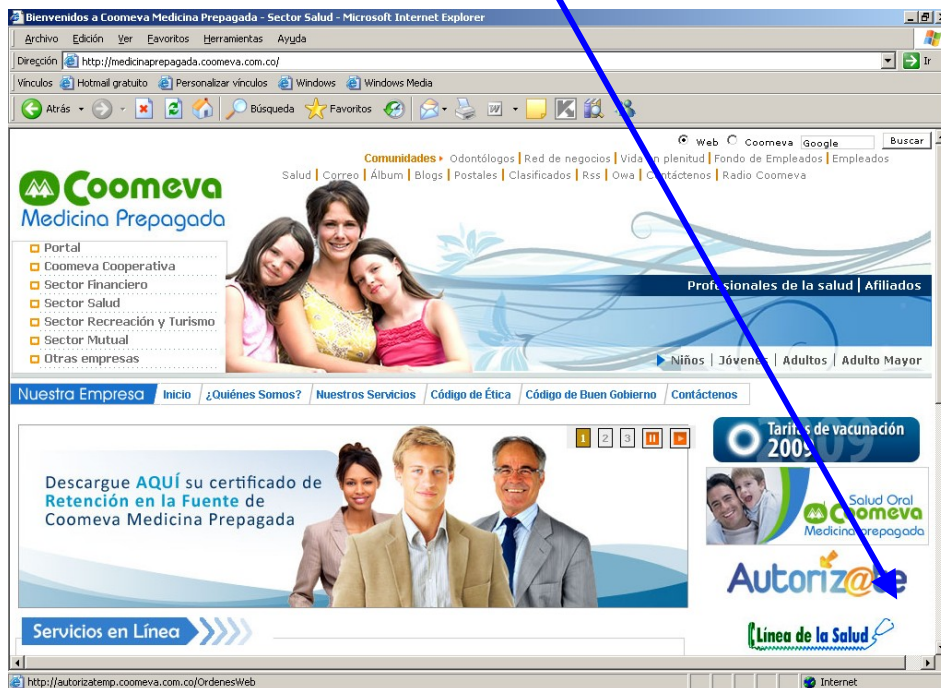 Bienvenidos a Coomeva Medicina Prepagada - Sector Salud - Microsoft Internet Explorer
Archivo Edición Ver Favoritos Herramientas Ayuda
Dirección http://medicinaprepagada.coomeva.com.co/ Ir
Vínculos Hotmail gratuito Personalizar vínculos Windows Windows Media
Atrás Búsqueda Favoritos
Web Coomeva Google Buscar
Comunidades Odontólogos | Red de negocios | Vida en plenitud | Fondo de Empleados | Empleados
Salud | Correo | Álbum | Blogs | Postales | Clasificados | Rss | Owa | Contáctenos | Radio Coomeva
Coomeva
Medicina Prepagada
Portal
Coomeva Cooperativa
Sector Financiero
Sector Salud
Sector Recreación y Turismo
Sector Mutual
Otras empresas
Profesionales de la salud | Afiliados
Niños | Jóvenes | Adultos | Adulto Mayor
Nuestra Empresa Inicio ¿Quiénes Somos? Nuestros Servicios Código de Ética Código de Buen Gobierno Contáctenos
1 2 3
Descargue AQUÍ su certificado de
Retención en la Fuente de
Coomeva Medicina Prepagada
Tarifas de vacunación
2009
Salud Oral
Coomeva
Medicina prepagada
Autoriz@te
Servicios en Línea
Línea de la Salud
http://autorizatemp.coomeva.com.co/OrdenesWeb Internet